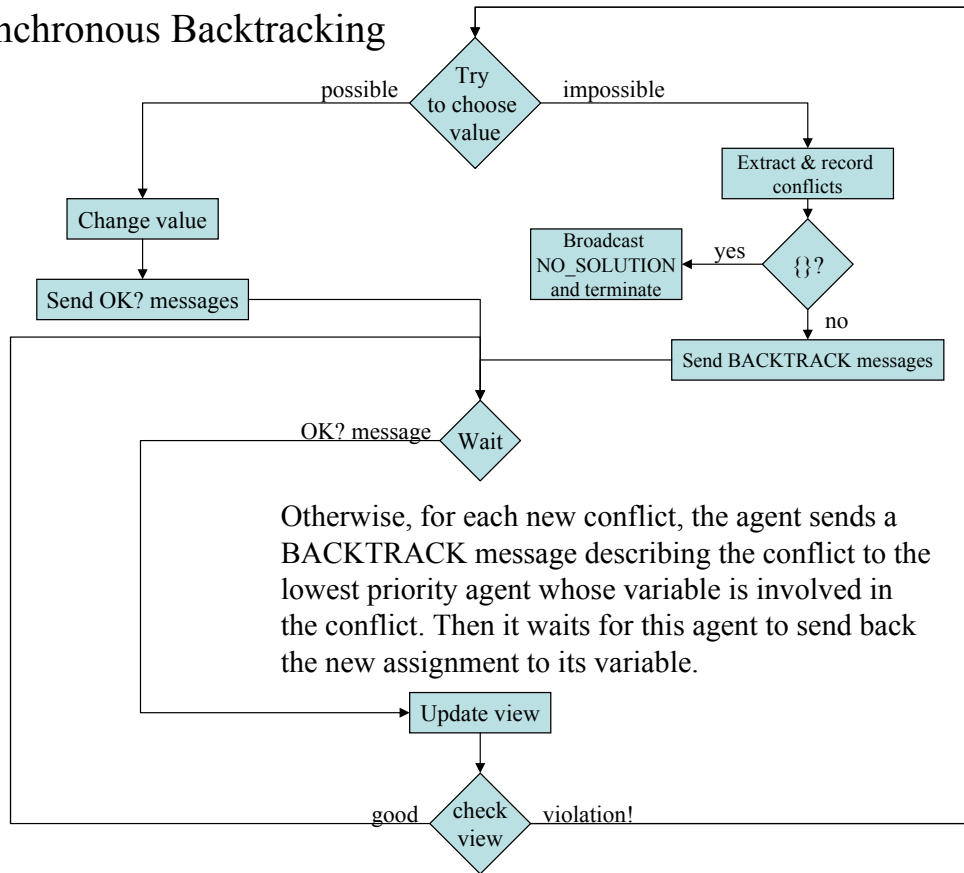 nchronous Backtracking
Try
to choose
value
possible
impossible
Extract & record
conflicts
Change value
Broadcast
NO_SOLUTION
and terminate
yes
{}?
Send OK? messages
no
Send BACKTRACK messages
OK? message
Wait
Otherwise, for each new conflict, the agent sends a
BACKTRACK message describing the conflict to the
lowest priority agent whose variable is involved in
the conflict. Then it waits for this agent to send back
the new assignment to its variable.
Update view
good
check
view
violation!